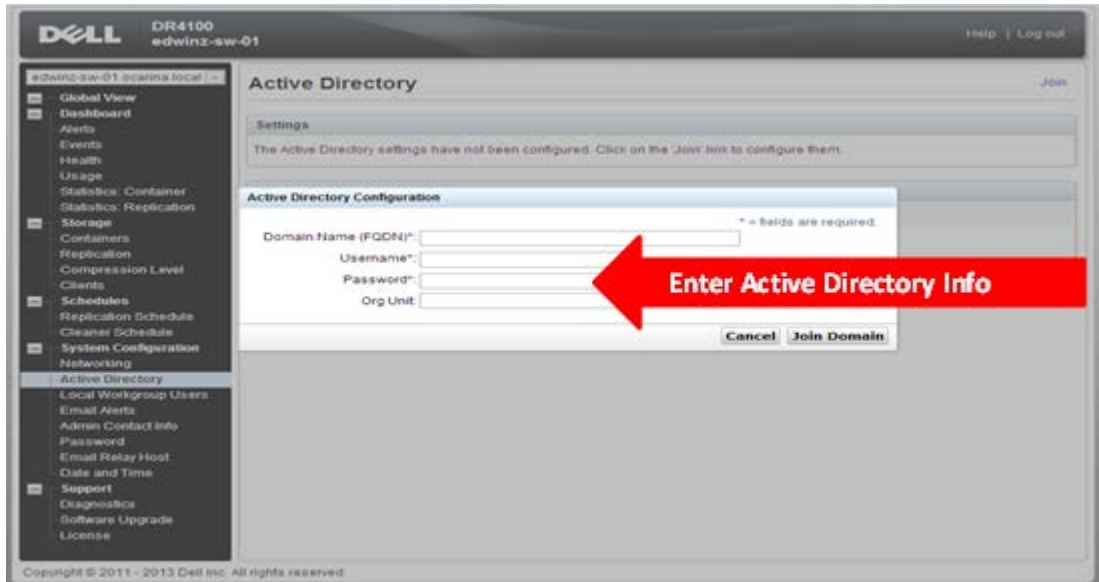 DELL
DR4100
edwinz-sw-01
Help | Log out
edwinz-sw-01.ocarina.local
Global View
Dashboard
Alerts
Events
Health
Usage
Statistics: Container
Statistics: Replication
Storage
Containers
Replication
Compression Level
Clients
Schedules
Replication Schedule
Cleaner Schedule
System Configuration
Networking
Active Directory
Local Workgroup Users
Email Alerts
Admin Contact Info
Password
Email Relay Host
Date and Time
Support
Diagnostics
Software Upgrade
License
Active Directory
Join
Settings
The Active Directory settings have not been configured. Click on the 'Join' link to configure them.
Active Directory Configuration
* = fields are required.
Domain Name (FQDN)*:
Username*:
Password*:
Org Unit:
Enter Active Directory Info
Cancel Join Domain
Copyright © 2011 - 2013 Dell Inc. All rights reserved.